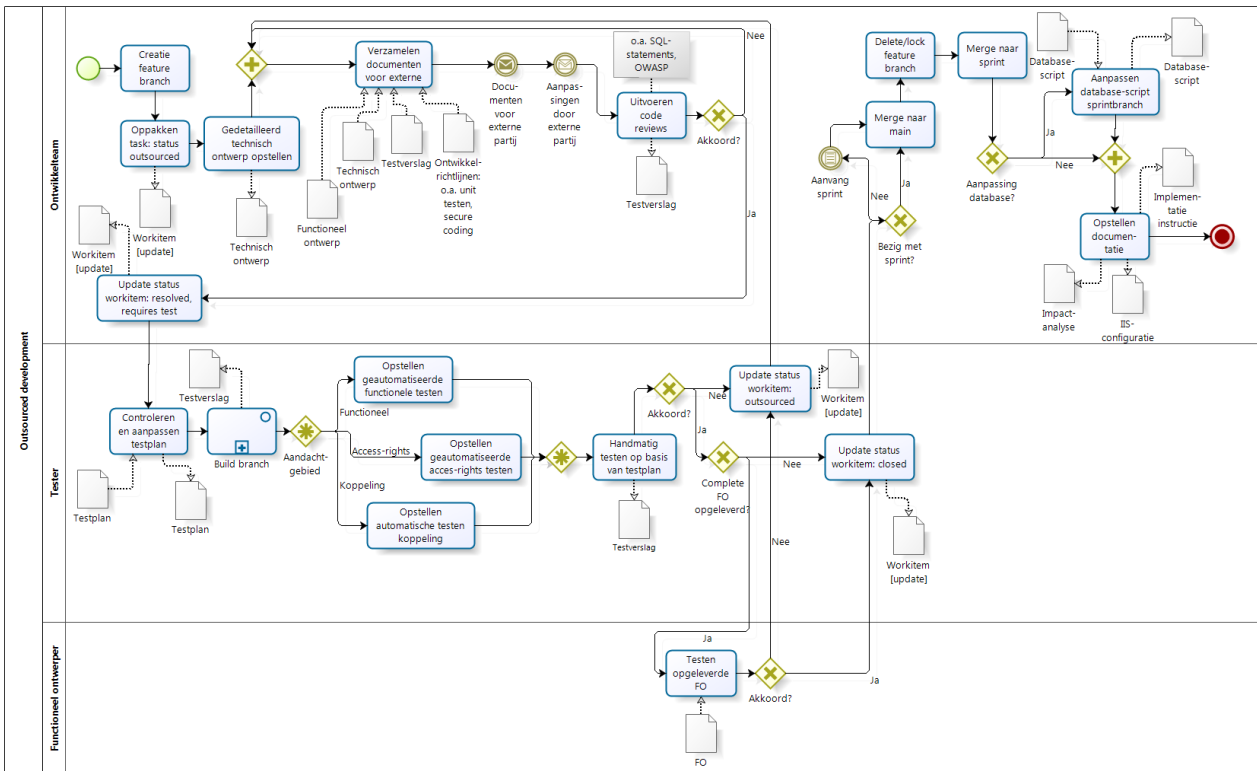 Outsourced development
Ontwikkelteam
Creatie
feature
branch
Oppakken
task: status
outsourced
Workitem
[update]
Gedetailleerd
technisch
ontwerp opstellen
Technisch
ontwerp
Verzamelen
documenten
voor externe
Functioneel
ontwerp
Technisch
ontwerp
Testverslag
Ontwikkel-
richtlijnen:
o.a. unit
testen,
secure
coding
Documen-
ten
voor
externe
partij
Aanpas-
singen
door
externe
partij
o.a. SQL-
statements,
OWASP
Uitvoeren
code
reviews
Testverslag
Akkoord?
Nee
Ja
Workitem
[update]
Update status
workitem: resolved,
requires test
Aanvang
sprint
Nee
Ja
Bezig met
sprint?
Merge naar
main
Delete/lock
feature
branch
Merge naar
sprint
Aanpassing
database?
Ja
Nee
Database-
script
Aanpassen
database-script
sprintbranch
Database-
script
Opstellen
documen-
tatie
Implemen-
tatie
instructie
Impact-
analyse
IIS-
configuratie
Tester
Controleren
en aanpassen
testplan
Testplan
Testplan
Testverslag
Build branch
Aandacht-
gebied
Functioneel
Access-rights
Koppeling
Opstellen
geautomatiseerde
functionele testen
Opstellen
geautomatiseerde
acces-rights testen
Opstellen
automatische testen
koppeling
Handmatig
testen op basis
van testplan
Testverslag
Akkoord?
Nee
Ja
Complete
FO
opgeleverd?
Nee
Update status
workitem:
outsourced
Workitem
[update]
Update status
workitem: closed
Workitem
[update]
Nee
Functioneel ontwerper
Ja
Testen
opgeleverde
FO
FO
Akkoord?
Ja